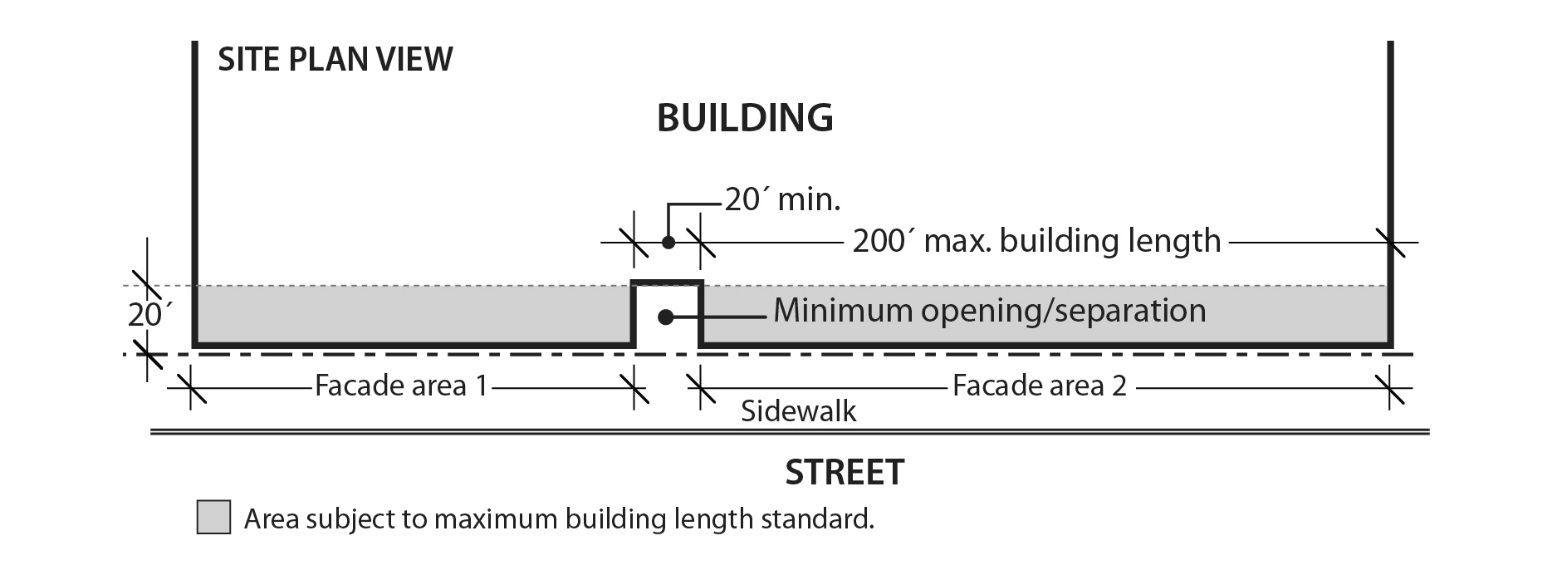 SITE PLAN VIEW
BUILDING
20´ min.
200´ max. building length
20´
Minimum opening/separation
Facade area 1
Facade area 2
Sidewalk
STREET
Area subject to maximum building length standard.